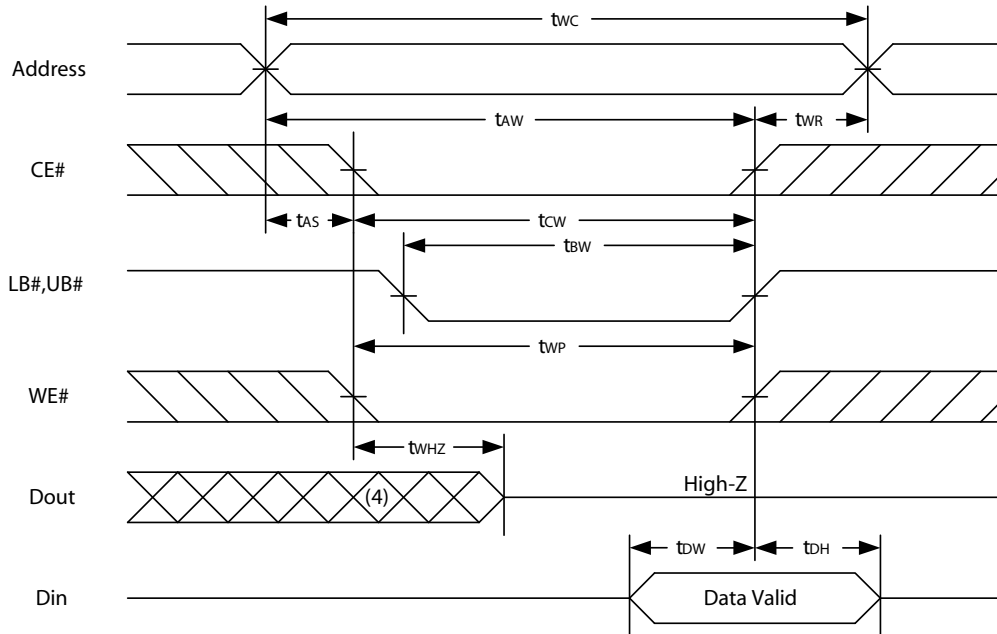 tWC
Address
tAW
tWR
CE#
tAS
tCW
tBW
LB#,UB#
tWP
WE#
tWHZ
Dout
(4)
High-Z
tDW
tDH
Din
Data Valid